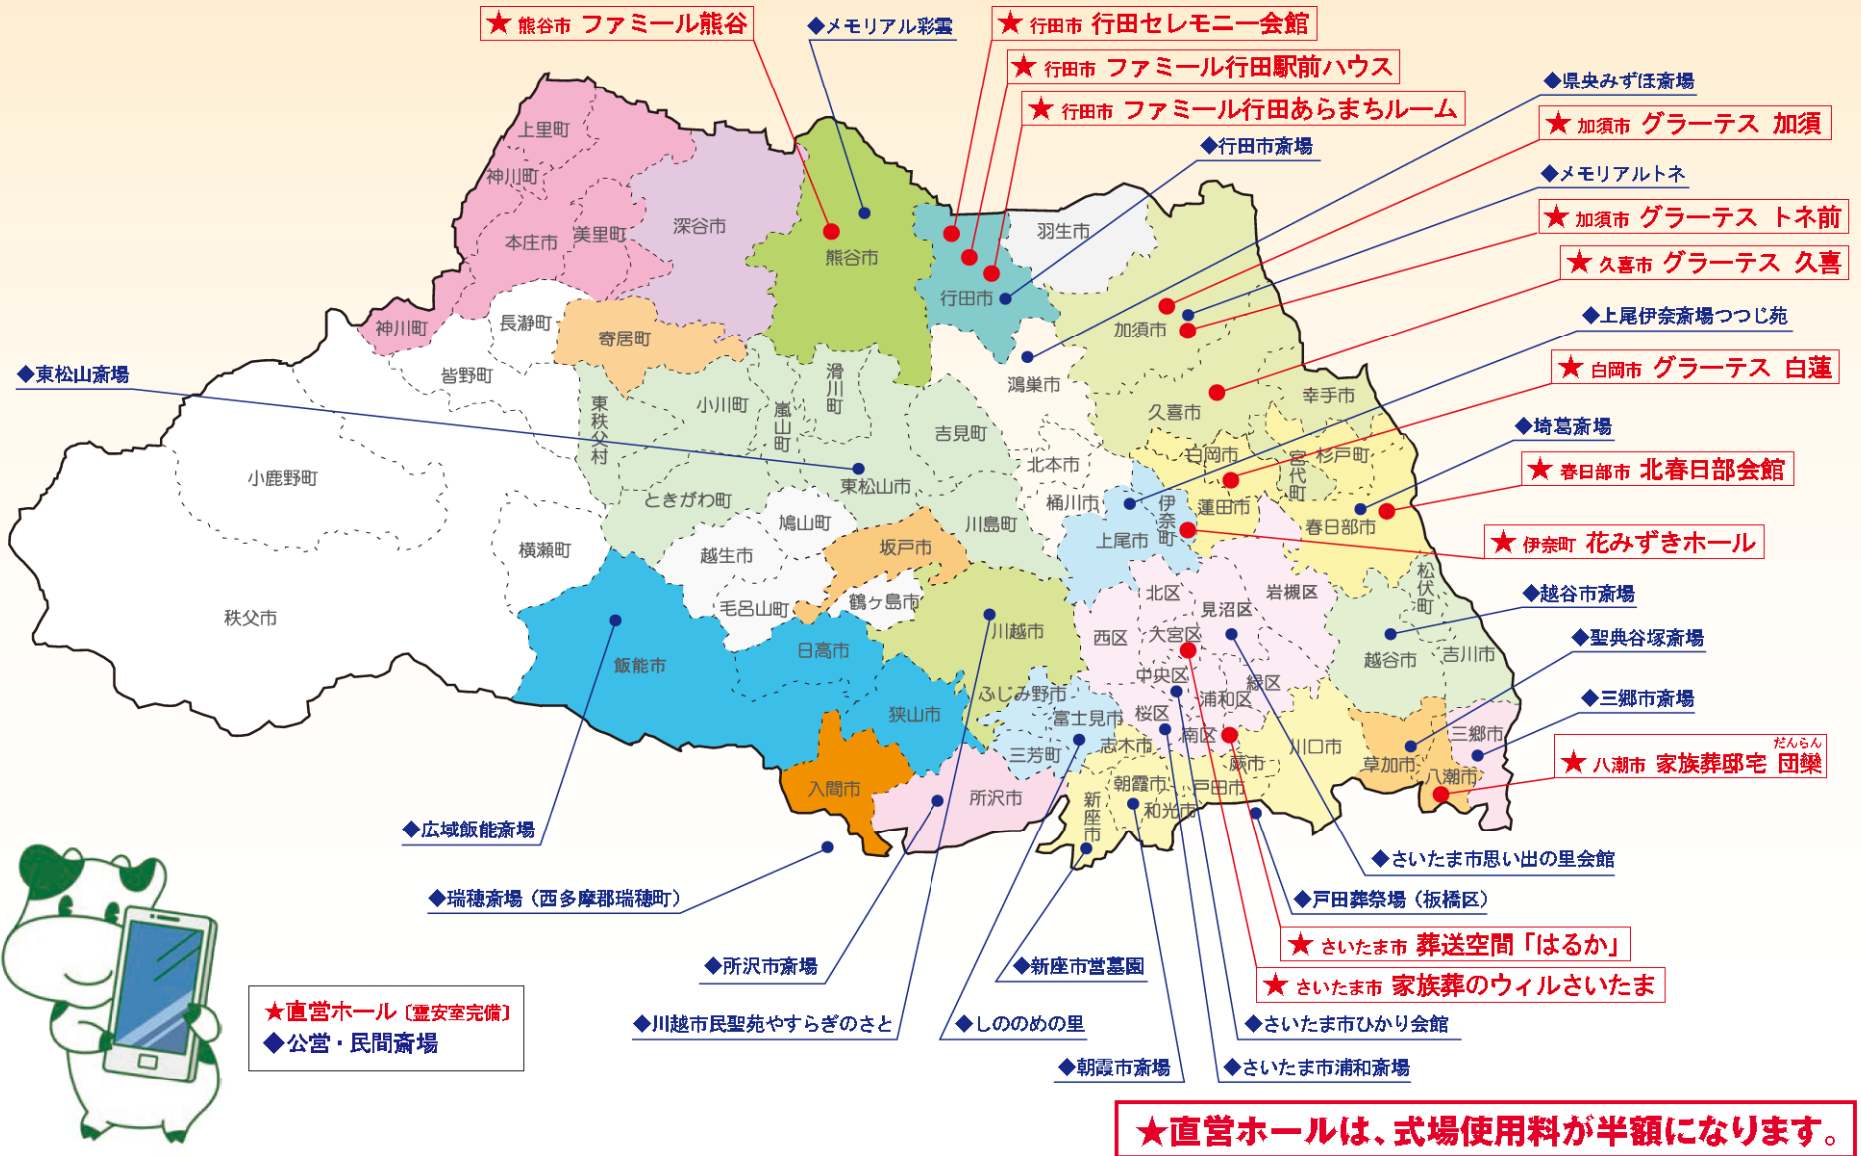 ★ 熊谷市 ファミール熊谷
◆メモリアル彩雲
★ 行田市 行田セレモニー会館
★ 行田市 ファミール行田駅前ハウス
★ 行田市 ファミール行田あらまちルーム
◆行田市斎場
◆県央みずほ斎場
★ 加須市 グラーテス 加須
◆メモリアルトネ
★ 加須市 グラーテス トネ前
★ 久喜市 グラーテス 久喜
◆上尾伊奈斎場つつじ苑
★ 白岡市 グラーテス 白蓮
◆埼葛斎場
★ 春日部市 北春日部会館
★ 伊奈町 花みずきホール
◆越谷市斎場
◆聖典谷塚斎場
◆三郷市斎場
だんらん
★ 八潮市 家族葬邸宅 団欒
◆東松山斎場
上里町
神川町
本庄市
美里町
深谷市
熊谷市
行田市
羽生市
加須市
神川町
長瀞町
寄居町
皆野町
小鹿野町
秩父市
横瀬町
東秩父村
小川町
嵐山町
滑川町
吉見町
鴻巣市
久喜市
幸手市
ときがわ町
東松山市
北本市
桶川市
白岡市
宮代町
杉戸町
鳩山町
川島町
上尾市
伊奈町
蓮田市
春日部市
越生市
坂戸市
毛呂山町
鶴ヶ島市
川越市
北区
見沼区
岩槻区
松伏町
西区
大宮区
越谷市
吉川市
飯能市
日高市
狭山市
ふじみ野市
富士見市
中央区
浦和区
緑区
桜区
南区
三芳町
志木市
川口市
草加市
三郷市
八潮市
入間市
所沢市
新座市
朝霞市
和光市
戸田市
蕨市
◆広域飯能斎場
◆瑞穂斎場（西多摩郡瑞穂町）
◆さいたま市思い出の里会館
◆戸田葬祭場（板橋区）
★ さいたま市 葬送空間「はるか」
◆所沢市斎場
◆新座市営墓園
★ さいたま市 家族葬のウィルさいたま
◆川越市民聖苑やすらぎのさと
◆しののめの里
◆さいたま市ひかり会館
◆朝霞市斎場
◆さいたま市浦和斎場
★直営ホール〔霊安室完備〕
◆公営・民間斎場
★直営ホールは、式場使用料が半額になります。